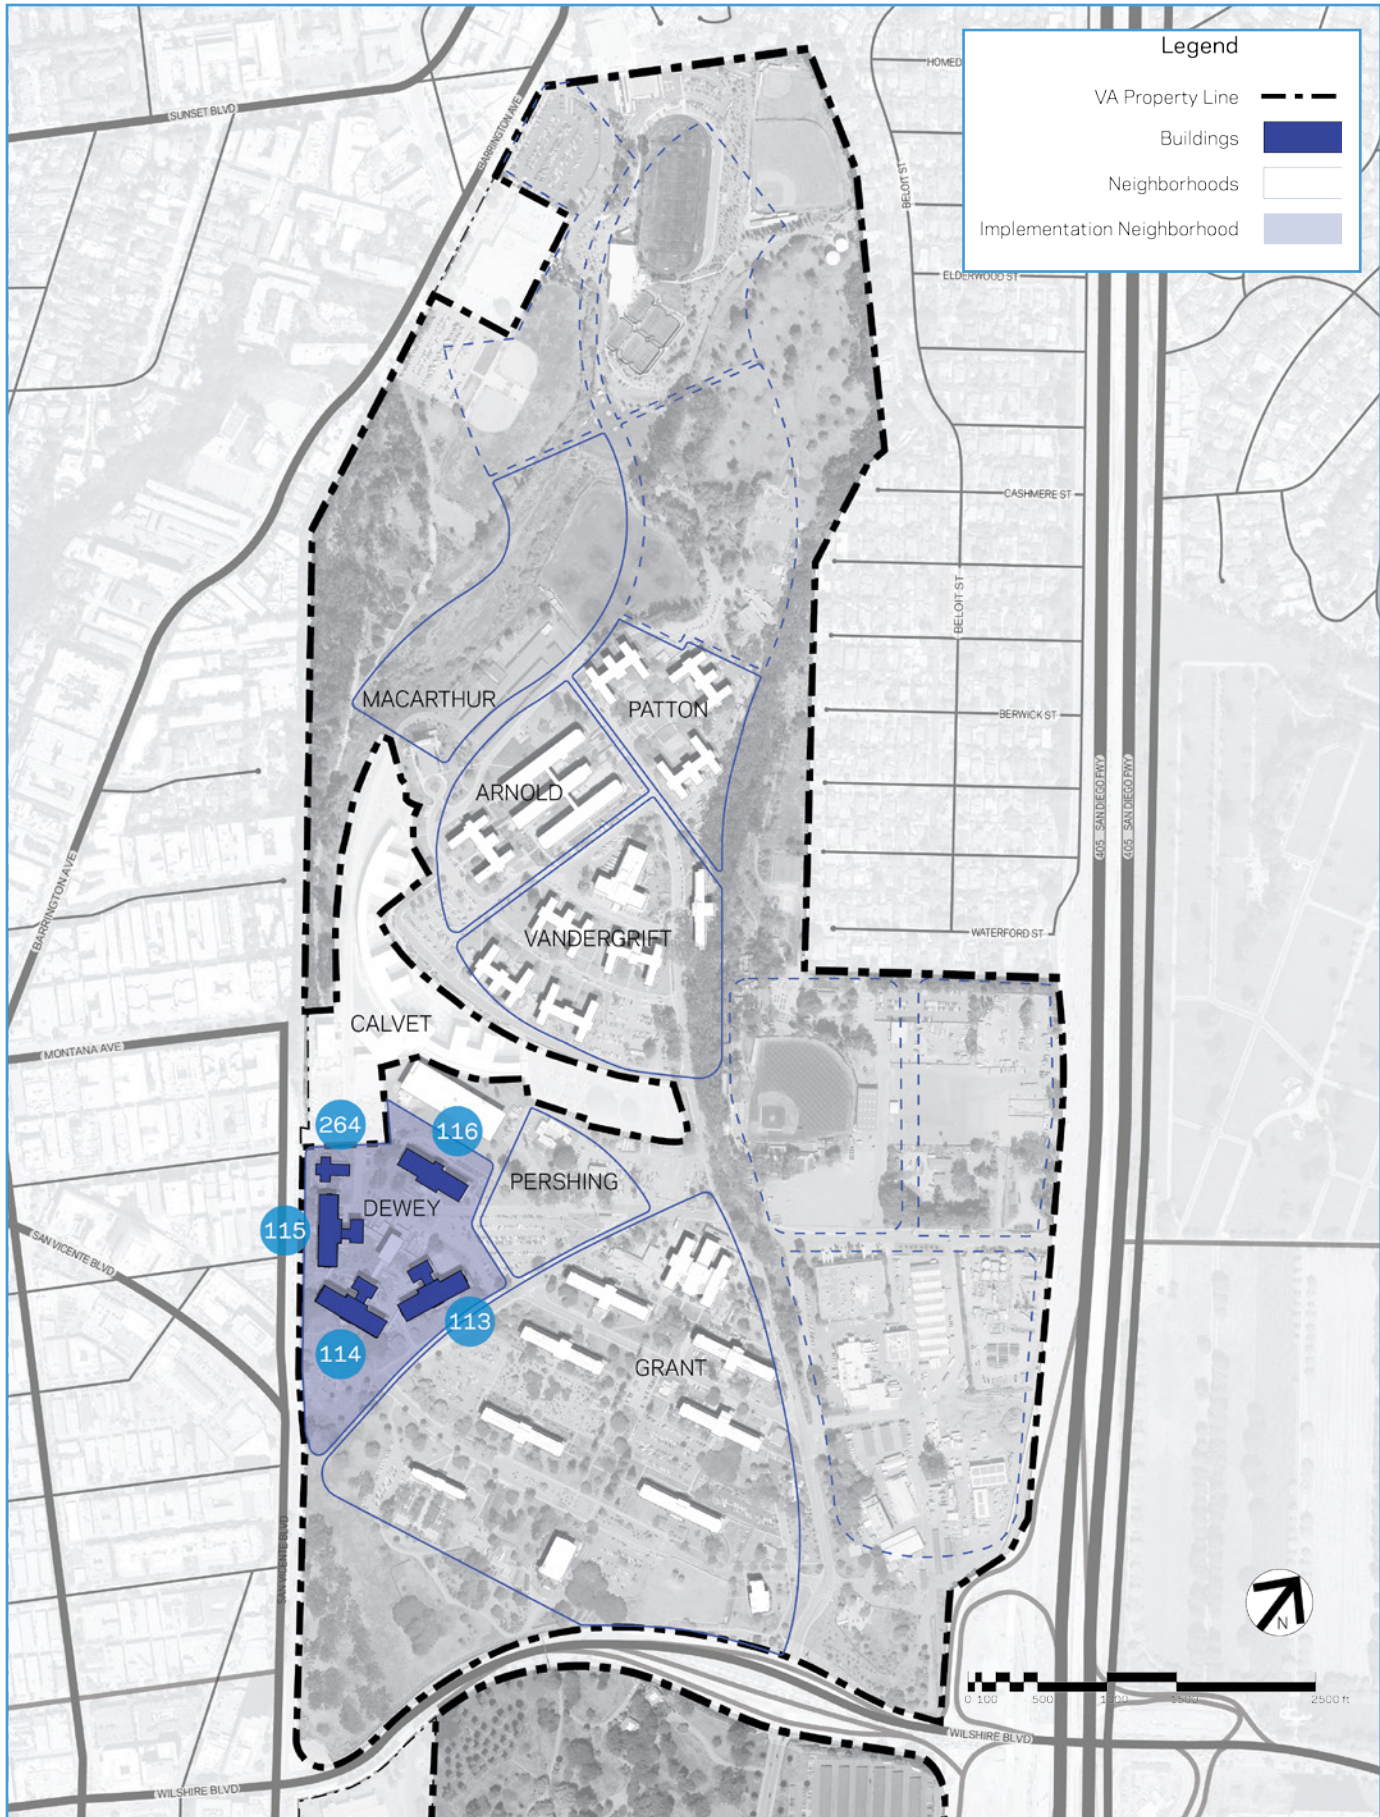 Legend
VA Property Line
Buildings
Neighborhoods
Implementation Neighborhood
SUNSET BLVD
BARRINGTON AVE
HOMED
BELOIT ST
ELDERWOOD ST
CASHMERE ST
BELOIT ST
BERWICK ST
WATERFORD ST
405 SAN DIEGO FWY
405 SAN DIEGO FWY
MACARTHUR
PATTON
ARNOLD
VANDERGRIFT
BARRINGTON AVE
CALVET
MONTANA AVE
264
116
PERSHING
DEWEY
115
SAN VICENTE BLVD
113
114
GRANT
SAN VICENTE BLVD
N
0 100 500 1000 1500 2500 ft
WILSHIRE BLVD
WILSHIRE BLVD